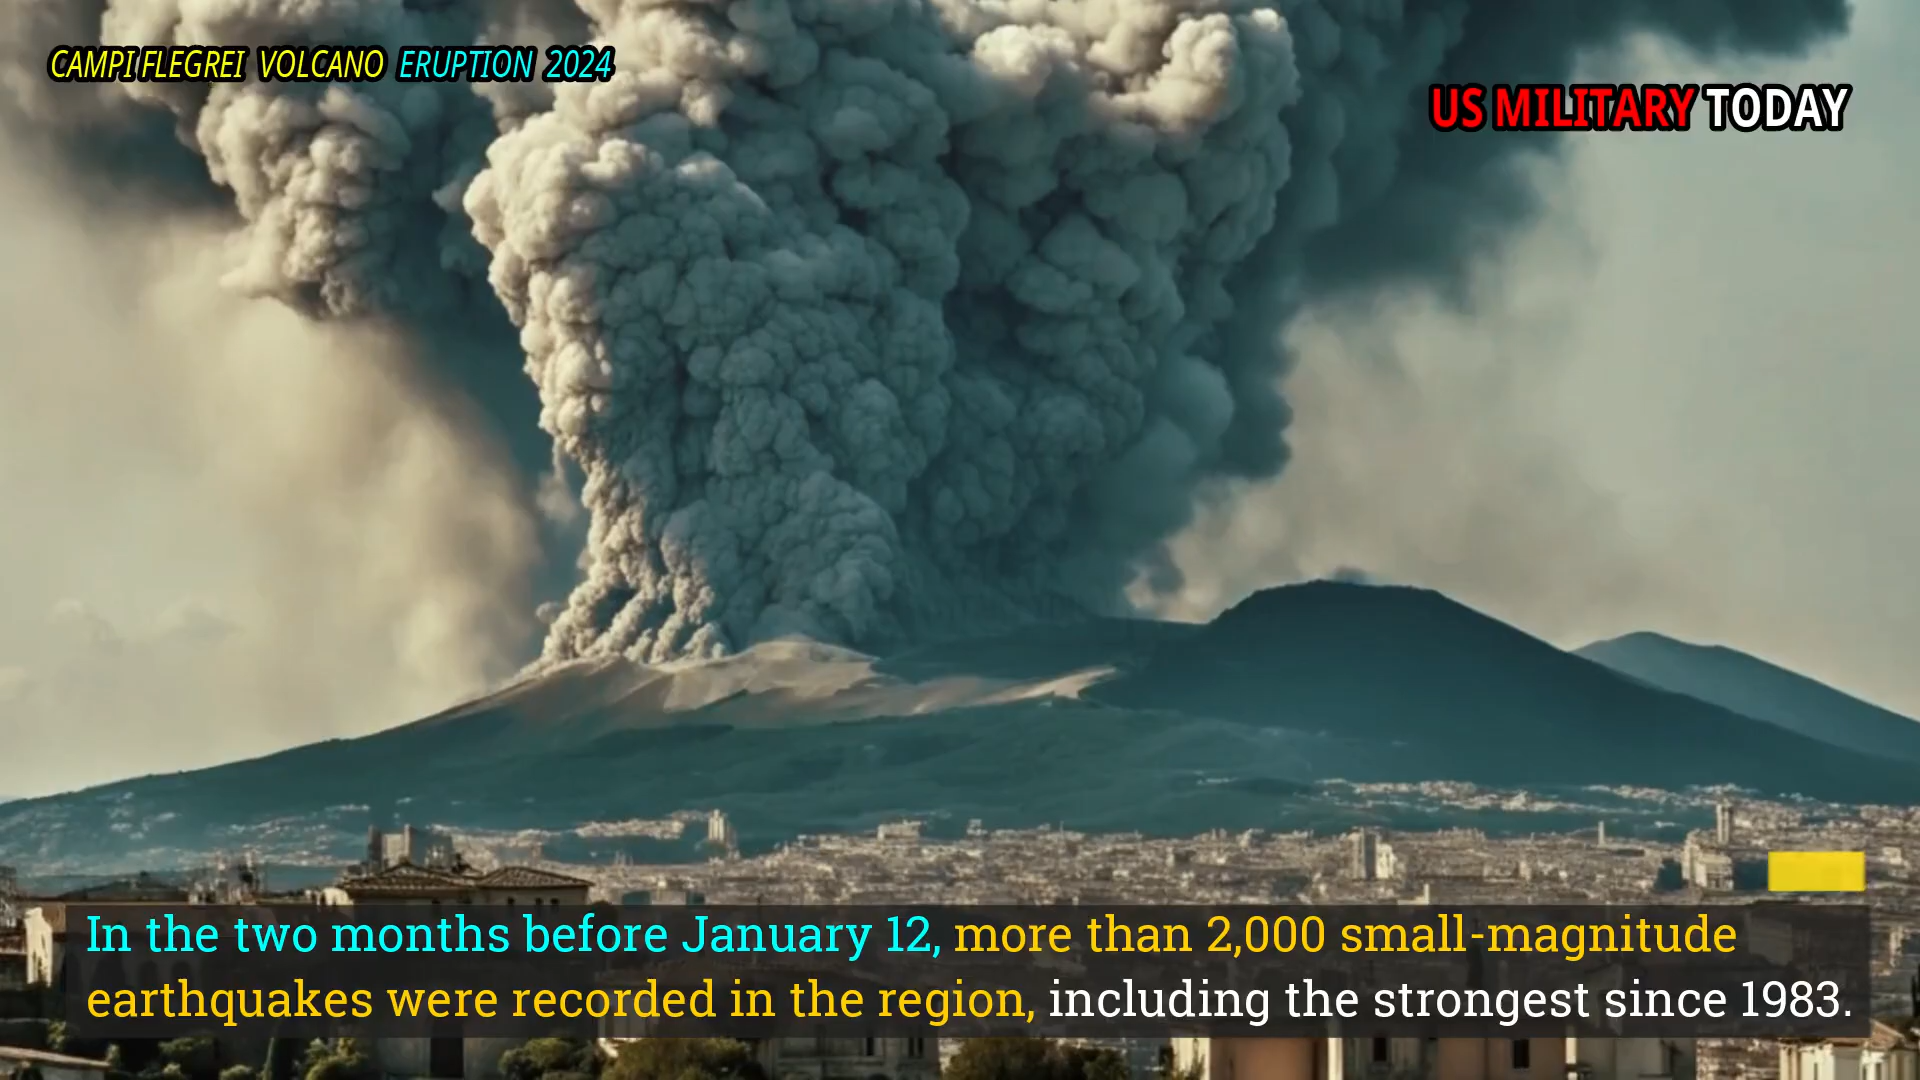 CAMPI FLEGREI VOLCANO ERUPTION 2024
US MILITARY TODAY
In the two months before January 12, more than 2,000 small-magnitude
earthquakes were recorded in the region, including the strongest since 1983.